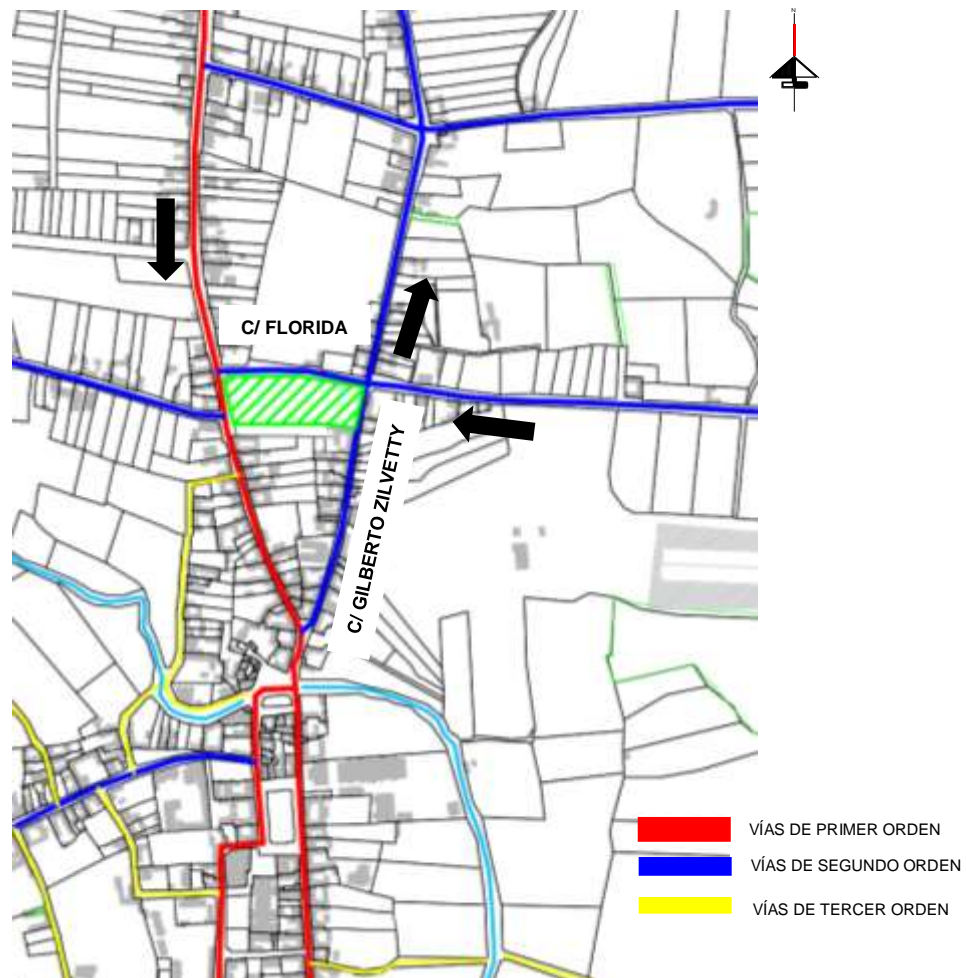 N
C/ FLORIDA
C/ GILBERTO ZILVETTY
VÍAS DE PRIMER ORDEN
VÍAS DE SEGUNDO ORDEN
VÍAS DE TERCER ORDEN